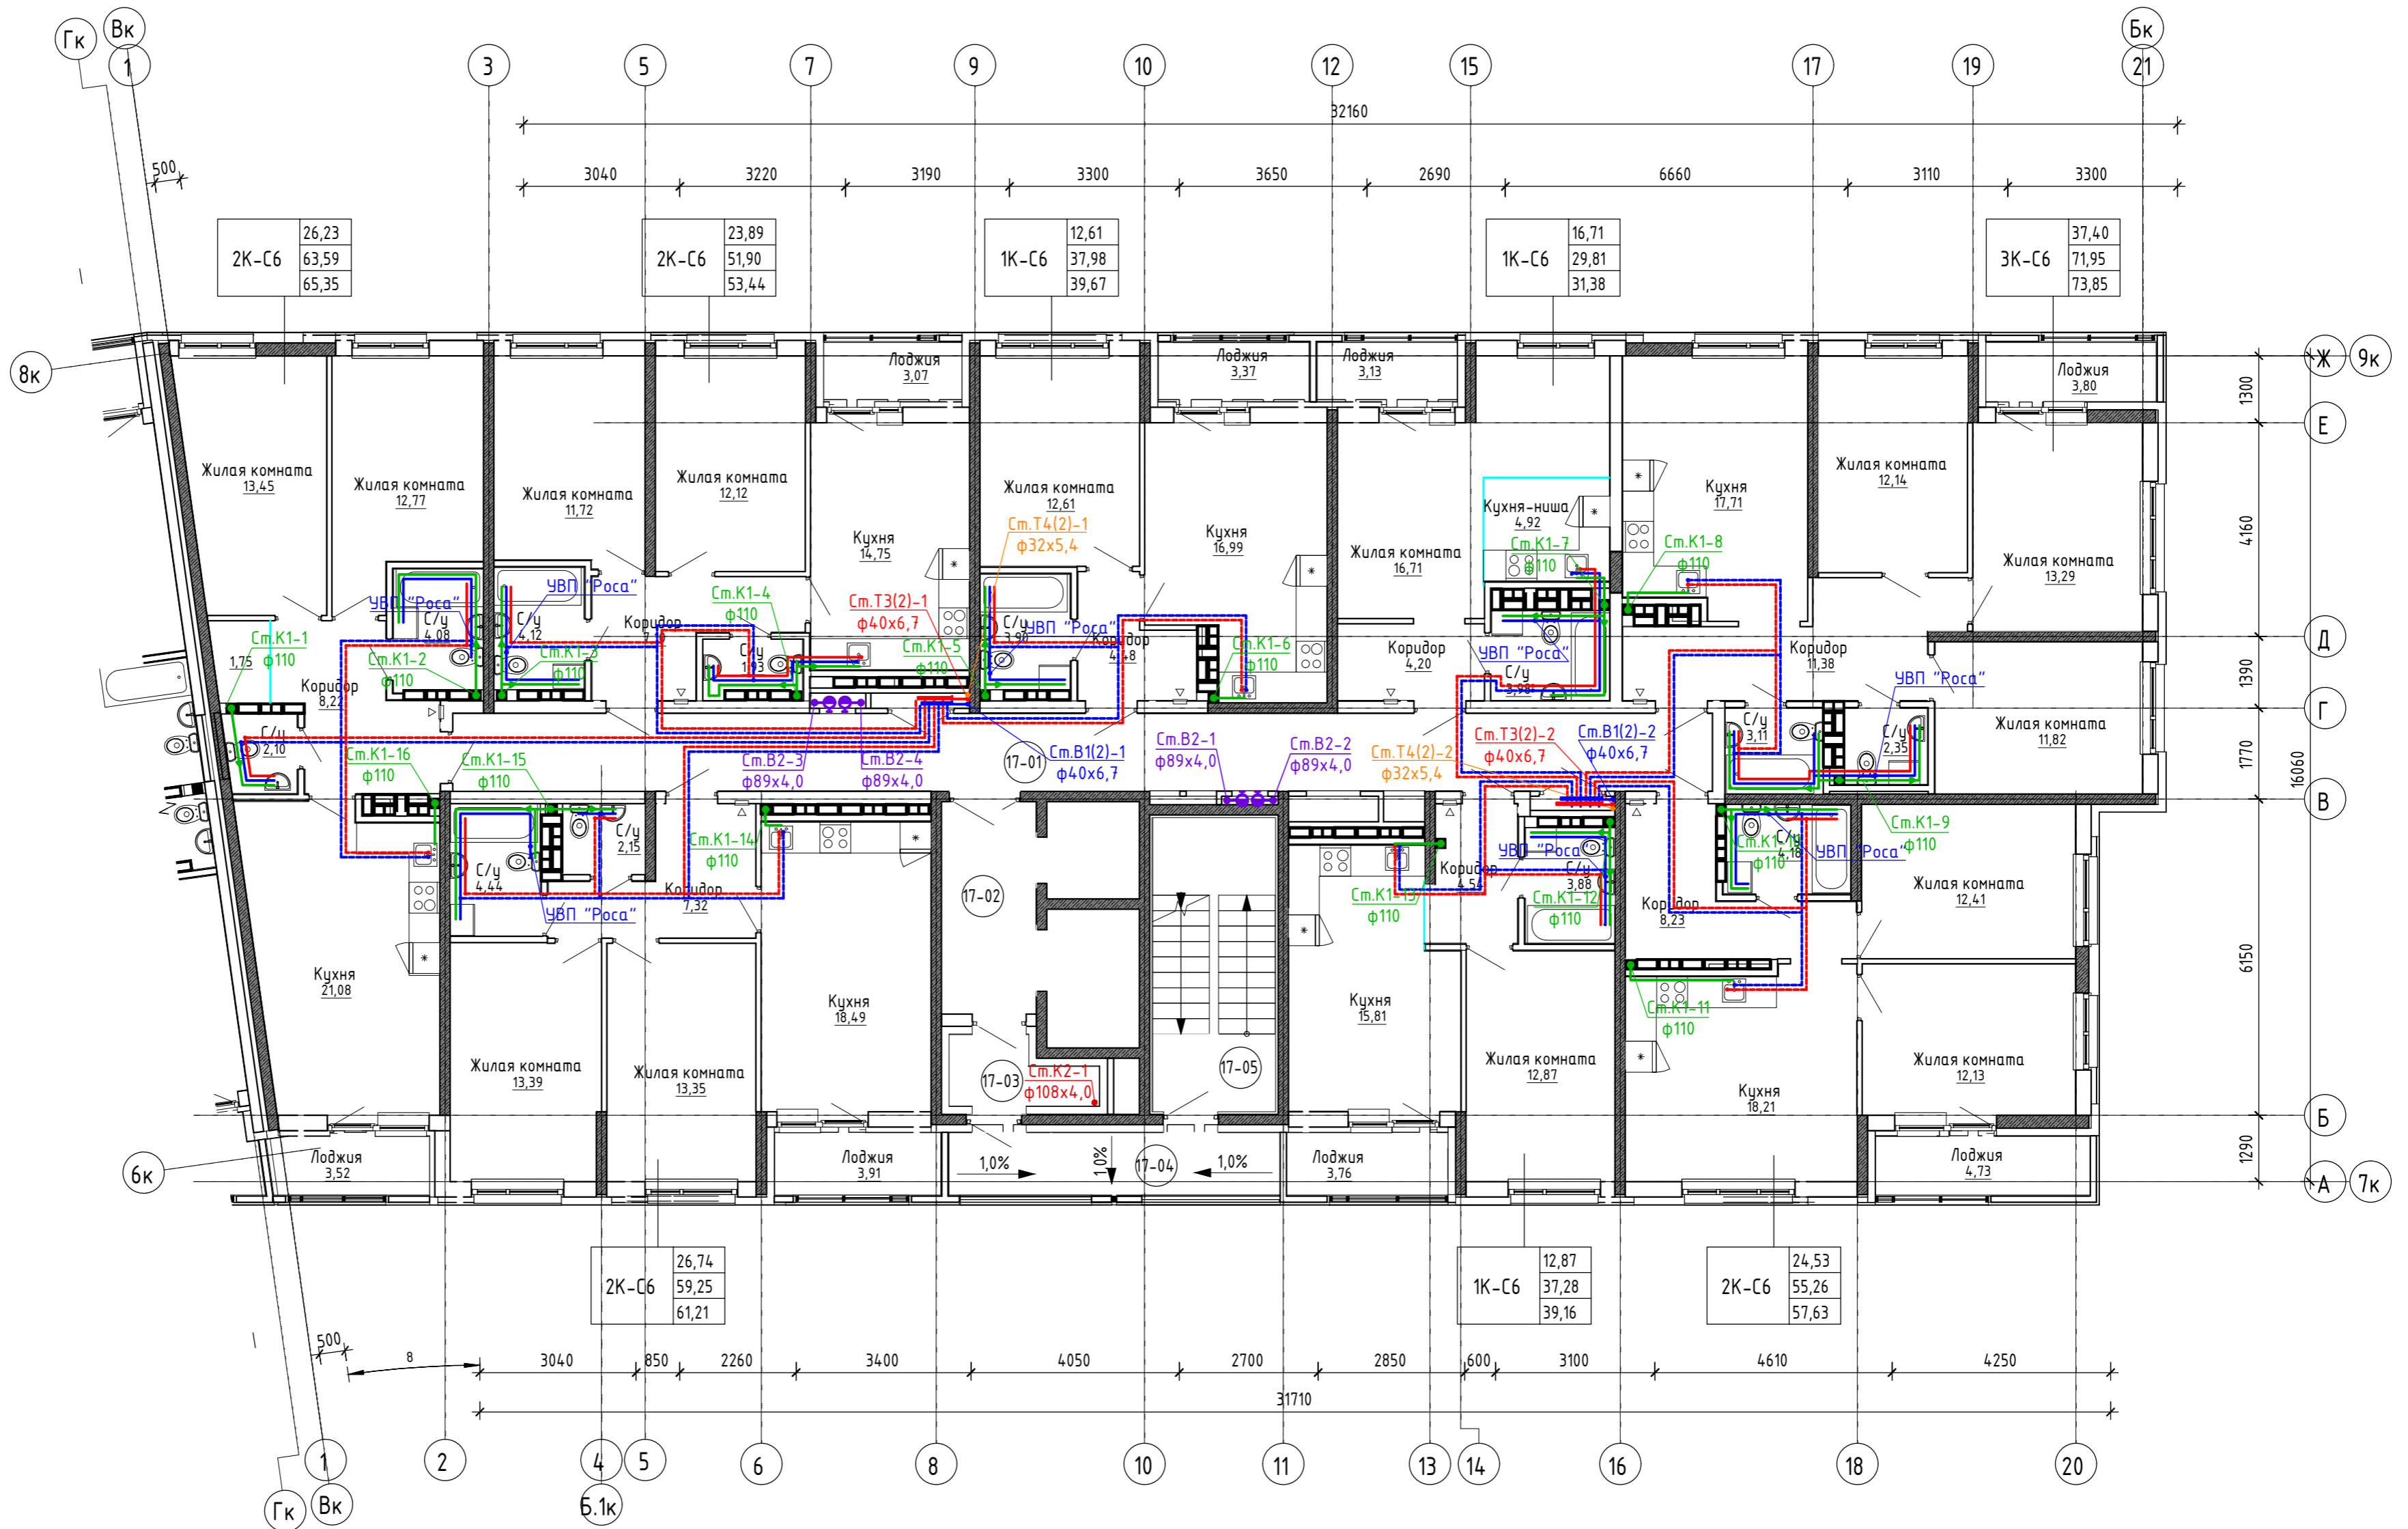 Гк
Вк
1
3
5
7
9
10
12
15
17
19
Бк
21
32160
500
3040
3220
3190
3300
3650
2690
6660
3110
3300
2К-С6
26,23
63,59
65,35
2К-С6
23,89
51,90
53,44
1К-С6
12,61
37,98
39,67
1К-С6
16,71
29,81
31,38
3К-С6
37,40
71,95
73,85
8к
Лоджия
3,07
Лоджия
3,37
Лоджия
3,13
Лоджия
3,80
Ж
9к
1300
Е
Жилая комната
13,45
Жилая комната
12,77
Жилая комната
11,72
Жилая комната
12,12
Кухня
14,75
Жилая комната
12,61
Ст.Т4(2)-1
ф32х5,4
Кухня
16,99
Жилая комната
16,71
Кухня-ниша
4,92
Ст.К1-7
ф110
Кухня
17,71
Ст.К1-8
ф110
Жилая комната
12,14
Жилая комната
13,29
4160
УВП "Роса"
С/у
4,08
УВП "Роса"
С/у
4,12
Коридор
Ст.К1-4
ф110
Ст.Т3(2)-1
ф40х6,7
С/у
3,90
УВП "Роса"
Коридор
4,48
Ст.К1-1
ф110
1,75
Ст.К1-2
ф110
Ст.К1-3
ф110
С/у
1,93
Ст.К1-5
ф110
Ст.К1-6
ф110
Коридор
4,20
УВП "Роса"
С/у
3,98
Коридор
11,38
УВП "Роса"
Д
1390
Коридор
8,22
Г
С/у
2,10
Ст.К1-16
ф110
Ст.К1-15
ф110
Ст.В2-3
ф89х4,0
Ст.В2-4
ф89х4,0
17-01
Ст.В1(2)-1
ф40х6,7
Ст.В2-1
ф89х4,0
Ст.В2-2
ф89х4,0
Ст.Т4(2)-2
ф32х5,4
Ст.Т3(2)-2
ф40х6,7
Ст.В1(2)-2
ф40х6,7
С/у
3,11
С/у
2,35
Жилая комната
11,82
1770
16060
В
С/у
4,44
С/у
2,15
Ст.К1-14
ф110
УВП "Роса"
Коридор
7,32
17-02
Ст.К1-13
ф110
Коридор
4,54
УВП "Роса"
С/у
3,88
Ст.К1-12
ф110
Коридор
8,23
ф110
С/у
4,18
УВП "Роса"
Ст.К1-9
ф110
Жилая комната
12,41
Кухня
21,08
Кухня
18,49
Кухня
15,81
Ст.К1-11
ф110
6150
Жилая комната
13,39
Жилая комната
13,35
17-03
Ст.К2-1
ф108х4,0
17-05
Жилая комната
12,87
Кухня
18,21
Жилая комната
12,13
Б
6к
Лоджия
3,52
Лоджия
3,91
1,0%
1,0%
17-04
1,0%
Лоджия
3,76
Лоджия
4,73
1290
А
7к
2К-С6
26,74
59,25
61,21
1К-С6
12,87
37,28
39,16
2К-С6
24,53
55,26
57,63
500
8
3040
850
2260
3400
4050
2700
2850
600
3100
4610
4250
31710
1
2
4
5
6
8
10
11
13
14
16
18
20
Гк
Вк
Б.1к